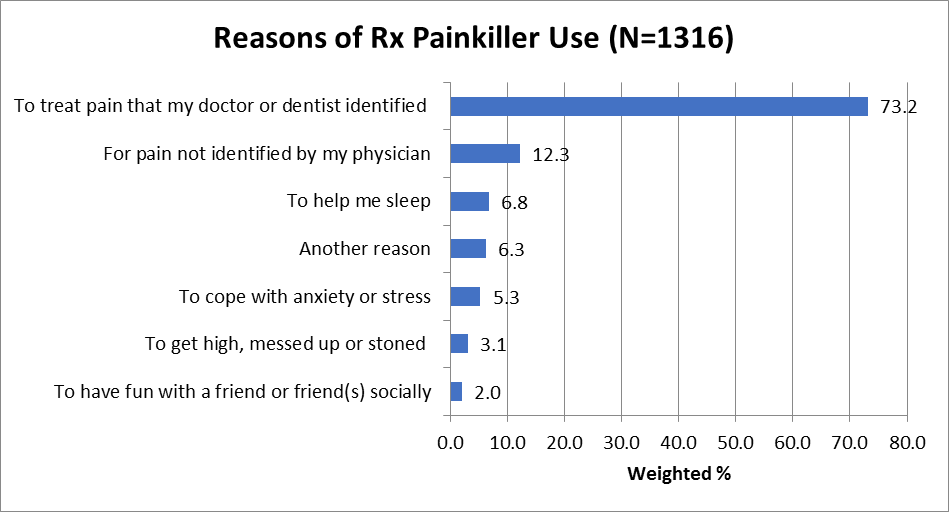 Reasons of Rx Painkiller Use (N=1316)
To treat pain that my doctor or dentist identified 73.2
For pain not identified by my physician 12.3
To help me sleep 6.8
Another reason 6.3
To cope with anxiety or stress 5.3
To get high, messed up or stoned 3.1
To have fun with a friend or friend(s) socially 2.0
0.0 10.0 20.0 30.0 40.0 50.0 60.0 70.0 80.0
Weighted %